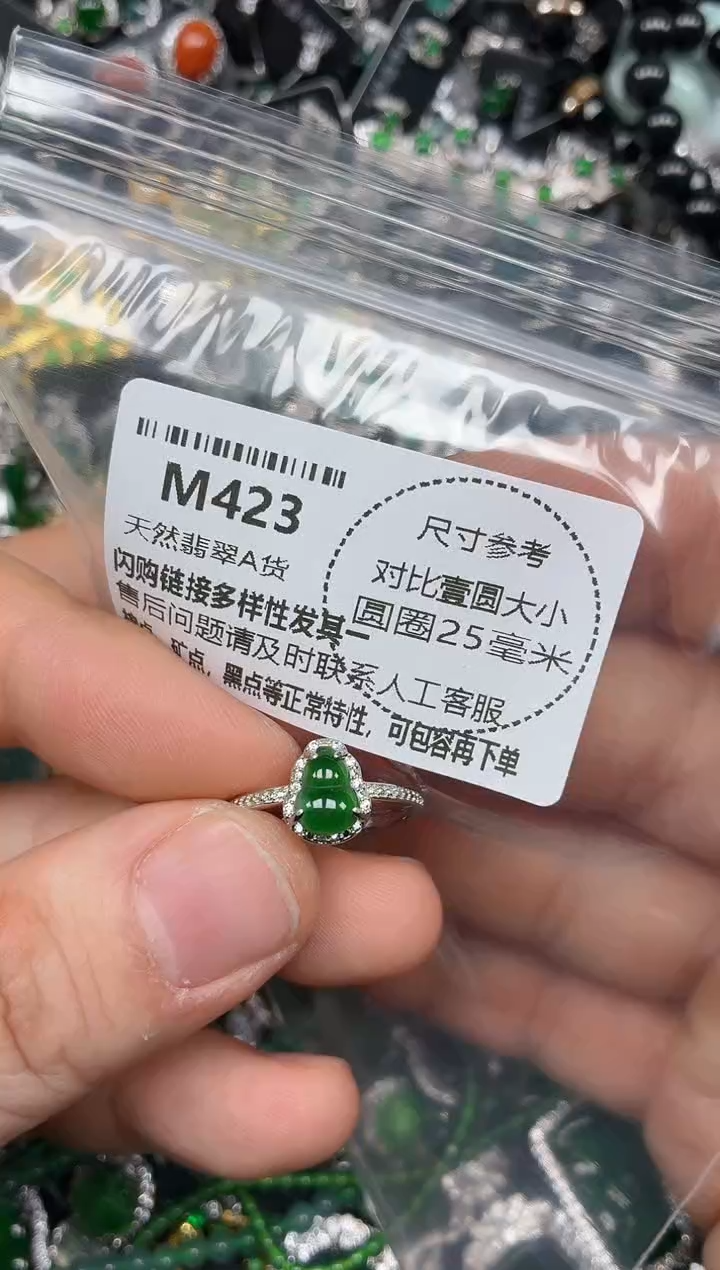 M423
天然翡翠A货
闪购链接多样性发其一
售后问题请及时联系人工客服
矿点，黑点等正常特性，可包容再下单
尺寸参考
对比壹圆大小
圆圈25毫米